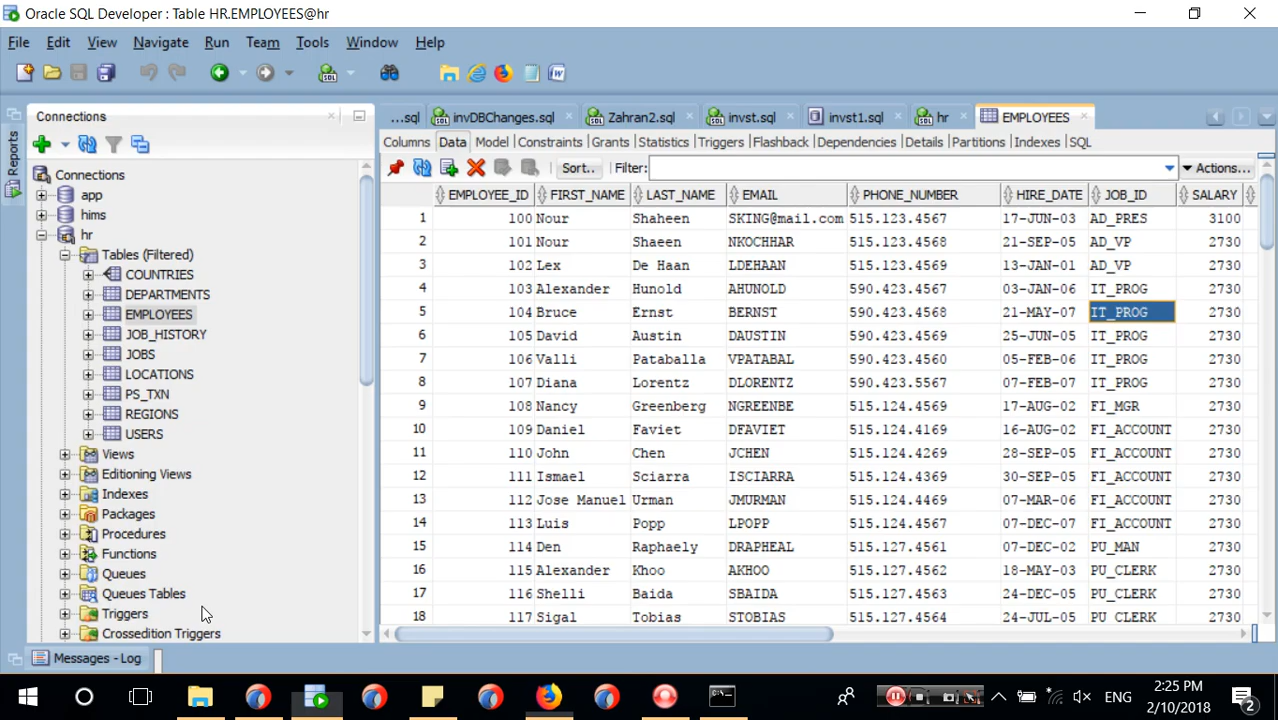 Oracle SQL Developer : Table HR.EMPLOYEES@hr
File Edit View Navigate Run Team Tools Window Help
Connections
...sql invDBChanges.sql Zahran2.sql invst.sql invst1.sql hr EMPLOYEES
Reports
Columns Data Model Constraints Grants Statistics Triggers Flashback Dependencies Details Partitions Indexes SQL
Sort.. Filter: Actions...
Connections
app
hims
hr
Tables (Filtered)
COUNTRIES
DEPARTMENTS
EMPLOYEES
JOB_HISTORY
JOBS
LOCATIONS
PS_TXN
REGIONS
USERS
Views
Editioning Views
Indexes
Packages
Procedures
Functions
Queues
Queues Tables
Triggers
Crossedition Triggers
EMPLOYEE_ID FIRST_NAME LAST_NAME EMAIL PHONE_NUMBER HIRE_DATE JOB_ID SALARY
1 100 Nour Shaheen SKING@mail.com 515.123.4567 17-JUN-03 AD_PRES 3100
2 101 Nour Shaeen NKOCHHAR 515.123.4568 21-SEP-05 AD_VP 2730
3 102 Lex De Haan LDEHAAN 515.123.4569 13-JAN-01 AD_VP 2730
4 103 Alexander Hunold AHUNOLD 590.423.4567 03-JAN-06 IT_PROG 2730
5 104 Bruce Ernst BERNST 590.423.4568 21-MAY-07 IT_PROG 2730
6 105 David Austin DAUSTIN 590.423.4569 25-JUN-05 IT_PROG 2730
7 106 Valli Pataballa VPATABAL 590.423.4560 05-FEB-06 IT_PROG 2730
8 107 Diana Lorentz DLORENTZ 590.423.5567 07-FEB-07 IT_PROG 2730
9 108 Nancy Greenberg NGREENBE 515.124.4569 17-AUG-02 FI_MGR 2730
10 109 Daniel Faviet DFAVIET 515.124.4169 16-AUG-02 FI_ACCOUNT 2730
11 110 John Chen JCHEN 515.124.4269 28-SEP-05 FI_ACCOUNT 2730
12 111 Ismael Sciarra ISCIARRA 515.124.4369 30-SEP-05 FI_ACCOUNT 2730
13 112 Jose Manuel Urman JMURMAN 515.124.4469 07-MAR-06 FI_ACCOUNT 2730
14 113 Luis Popp LPOPP 515.124.4567 07-DEC-07 FI_ACCOUNT 2730
15 114 Den Raphaely DRAPHEAL 515.127.4561 07-DEC-02 PU_MAN 2730
16 115 Alexander Khoo AKHOO 515.127.4562 18-MAY-03 PU_CLERK 2730
17 116 Shelli Baida SBAIDA 515.127.4563 24-DEC-05 PU_CLERK 2730
18 117 Sigal Tobias STOBIAS 515.127.4564 24-JUL-05 PU_CLERK 2730
Messages - Log
ENG
2:25 PM
2/10/2018
2